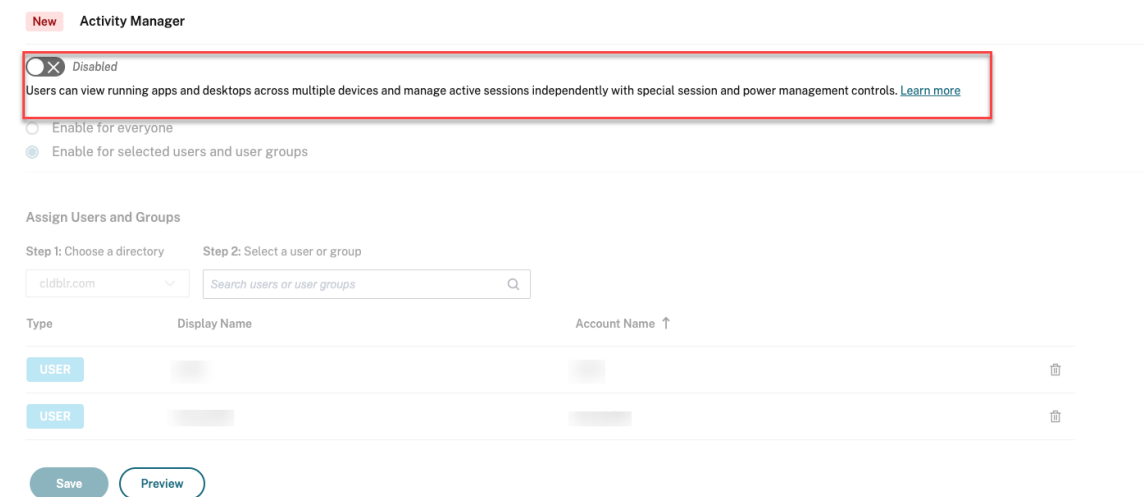 New Activity Manager
Disabled
Users can view running apps and desktops across multiple devices and manage active sessions independently with special session and power management controls. Learn more
Enable for everyone
Enable for selected users and user groups
Assign Users and Groups
Step 1: Choose a directory Step 2: Select a user or group
cldblr.com Search users or user groups
Type Display Name Account Name ↑
USER
USER
Save Preview